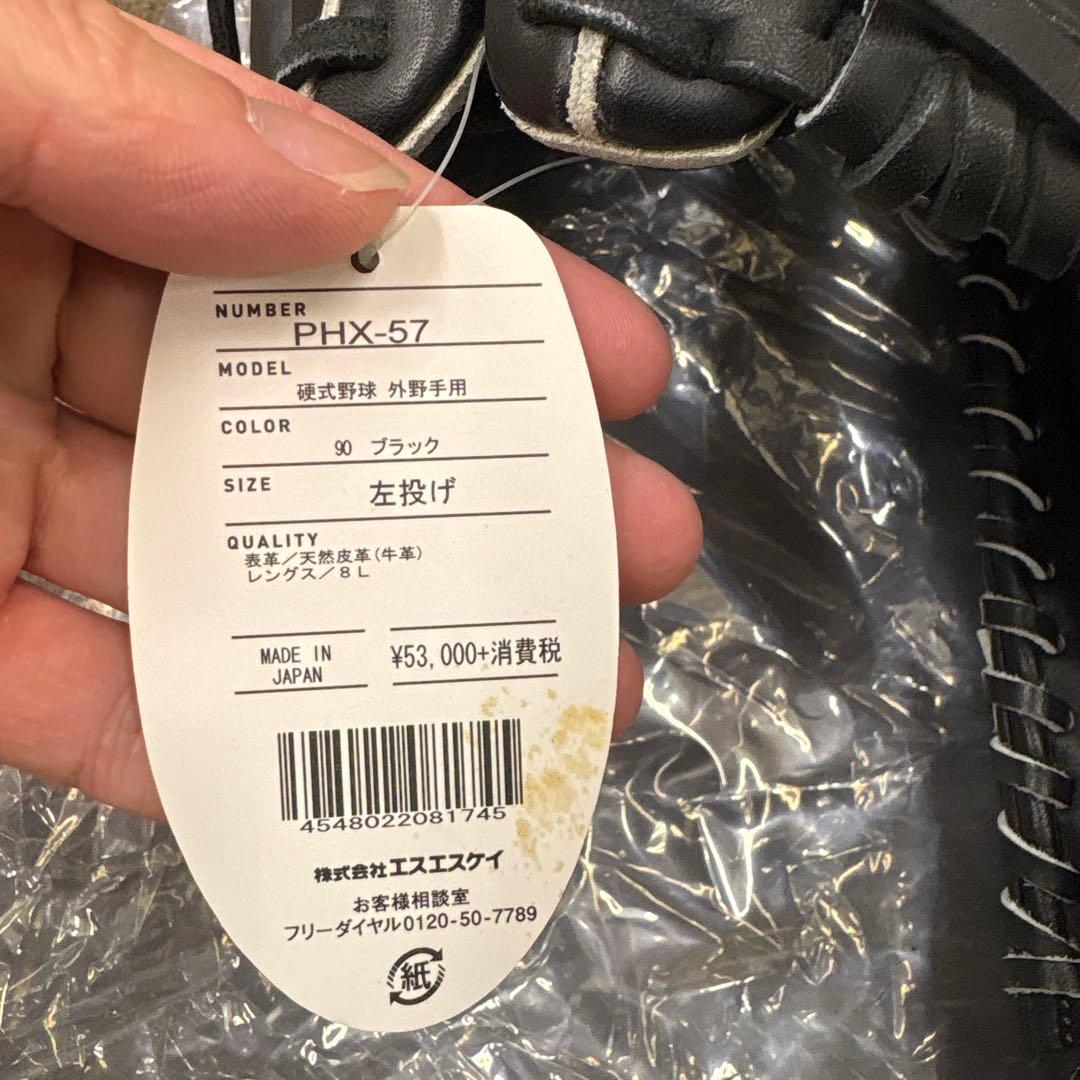 NUMBER
PHX-57
MODEL
硬式野球 外野手用
COLOR
90 ブラック
SIZE
左投げ
QUALITY
表革／天然皮革(牛革)
レングス／８Ｌ
MADE IN
JAPAN
¥53,000+消費税
4548022081745
株式会社エスエスケイ
お客様相談室
フリーダイヤル0120-50-7789
紙